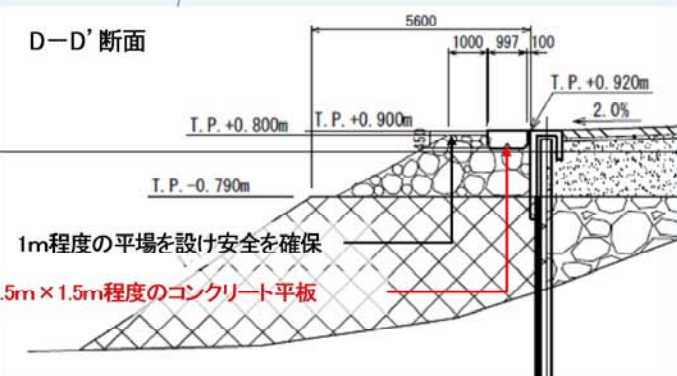 D－D’断面
5600
1000 997 100
T.P.+0.920m
2.0%
T.P.+0.800m
T.P.+0.900m
450
T.P.-0.790m
1m程度の平場を設け安全を確保
.5m×1.5m程度のコンクリート平板